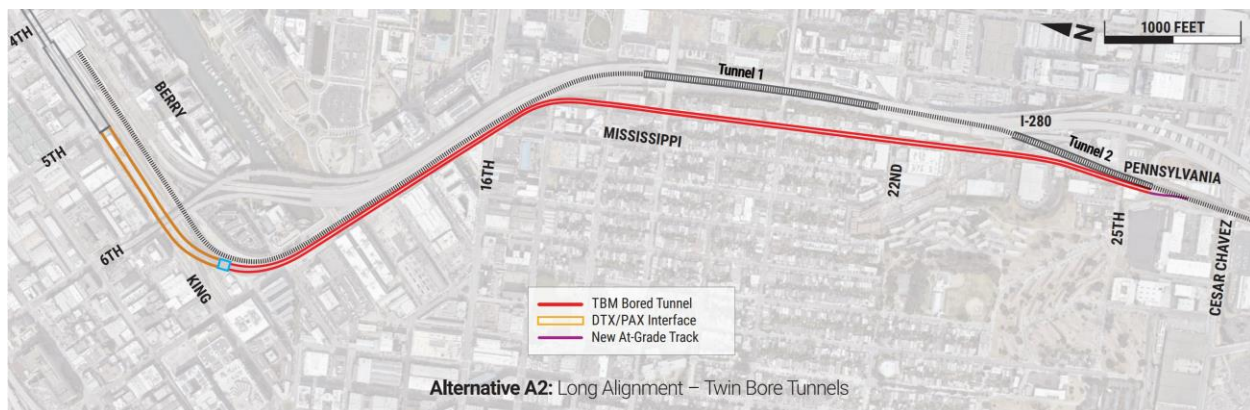 4TH
BERRY
5TH
6TH
KING
16TH
MISSISSIPPI
Tunnel 1
22ND
I-280
Tunnel 2
PENNSYLVANIA
25TH
CESAR CHAVEZ
N
1000 FEET
TBM Bored Tunnel
DTX/PAX Interface
New At-Grade Track
Alternative A2: Long Alignment – Twin Bore Tunnels